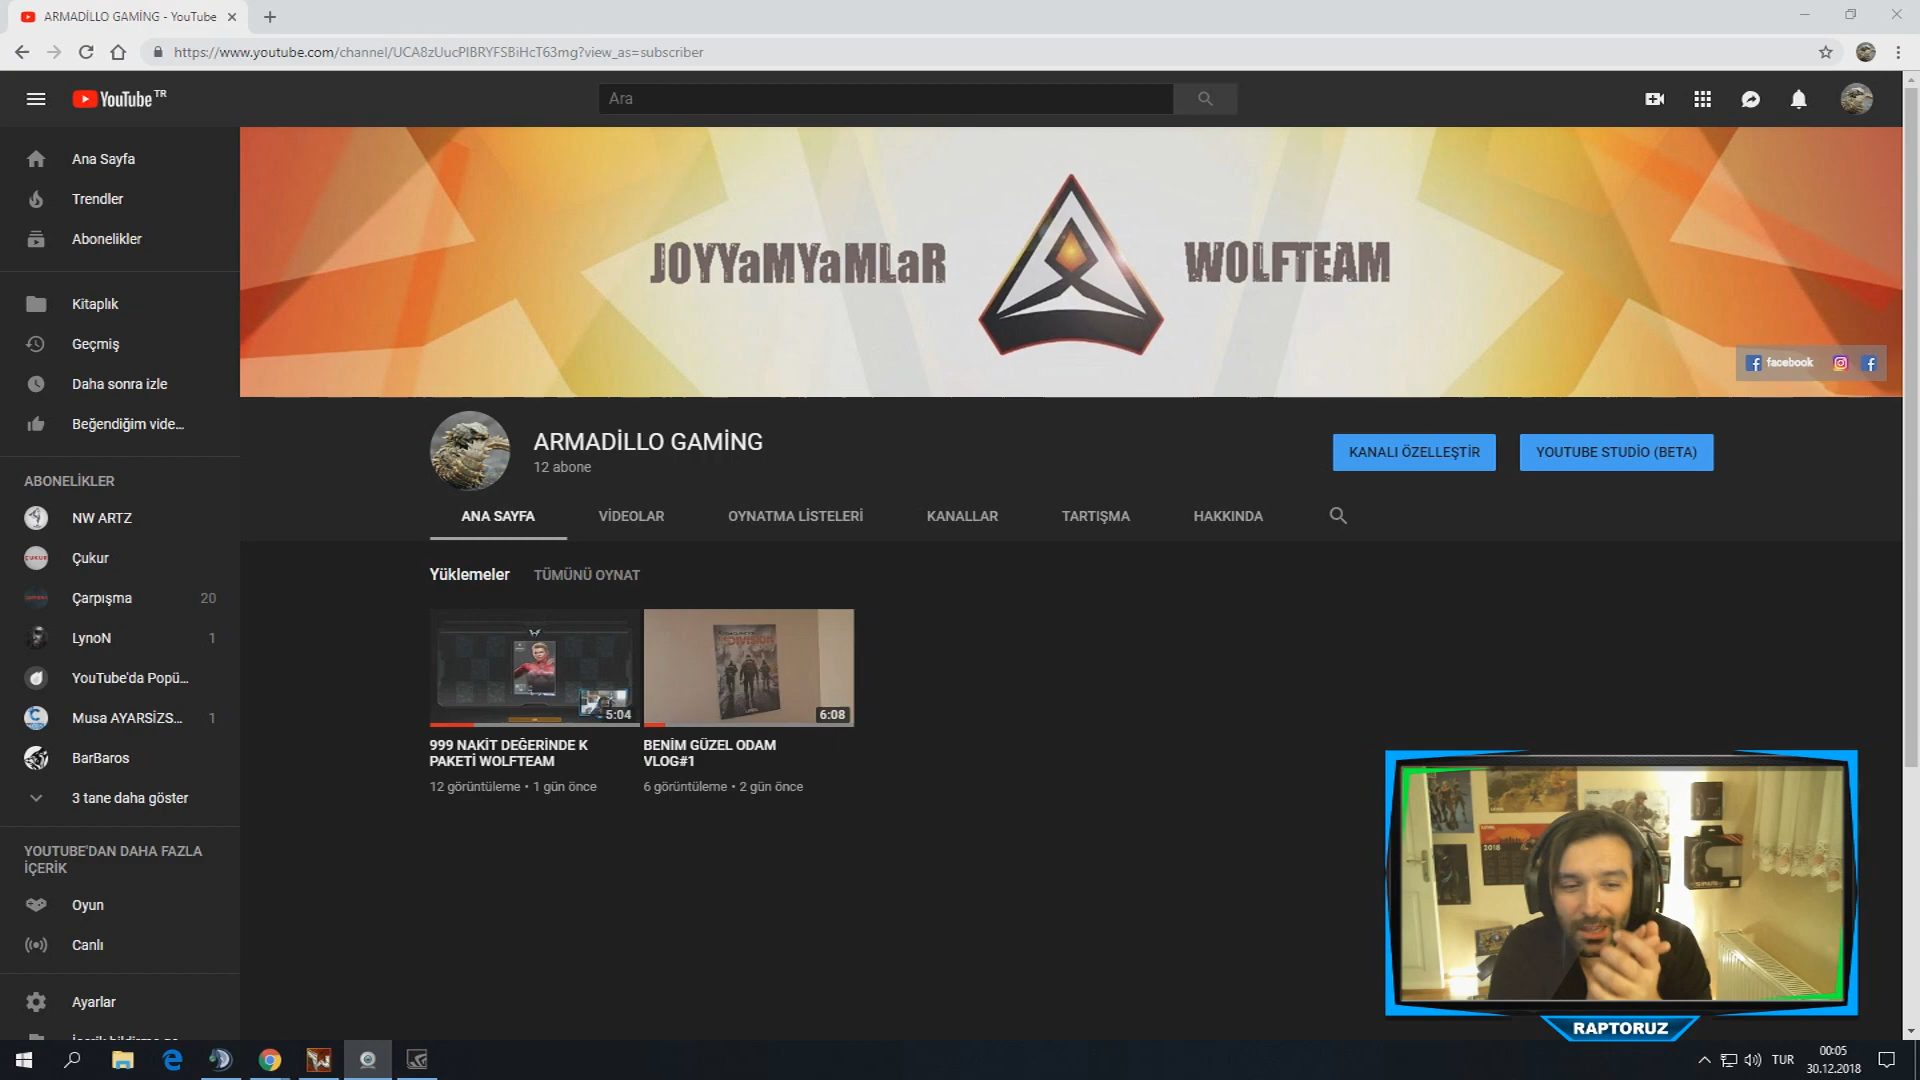 ARMADİLLO GAMİNG - YouTube
https://www.youtube.com/channel/UCA8zUucPIBRYFSBiHcT63mg?view_as=subscriber
YouTube TR
Ara
Ana Sayfa
Trendler
Abonelikler
Kitaplık
Geçmiş
Daha sonra izle
Beğendiğim vide...
ABONELİKLER
NW ARTZ
Çukur
Çarpışma 20
LynoN 1
YouTube'da Popü...
Musa AYARSİZS... 1
BarBaros
3 tane daha göster
YOUTUBE'DAN DAHA FAZLA
İÇERİK
Oyun
Canlı
Ayarlar
JOYYaMYaMLaR
WOLFTEAM
facebook
ARMADİLLO GAMİNG
12 abone
KANALI ÖZELLEŞTİR
YOUTUBE STUDİO (BETA)
ANA SAYFA
VİDEOLAR
OYNATMA LİSTELERİ
KANALLAR
TARTIŞMA
HAKKINDA
Yüklemeler
TÜMÜNÜ OYNAT
5:04
999 NAKİT DEĞERİNDE K
PAKETİ WOLFTEAM
12 görüntüleme • 1 gün önce
DIVISION
6:08
BENİM GÜZEL ODAM
VLOG#1
6 görüntüleme • 2 gün önce
2018
RAPTORUZ
TUR
00:05
30.12.2018